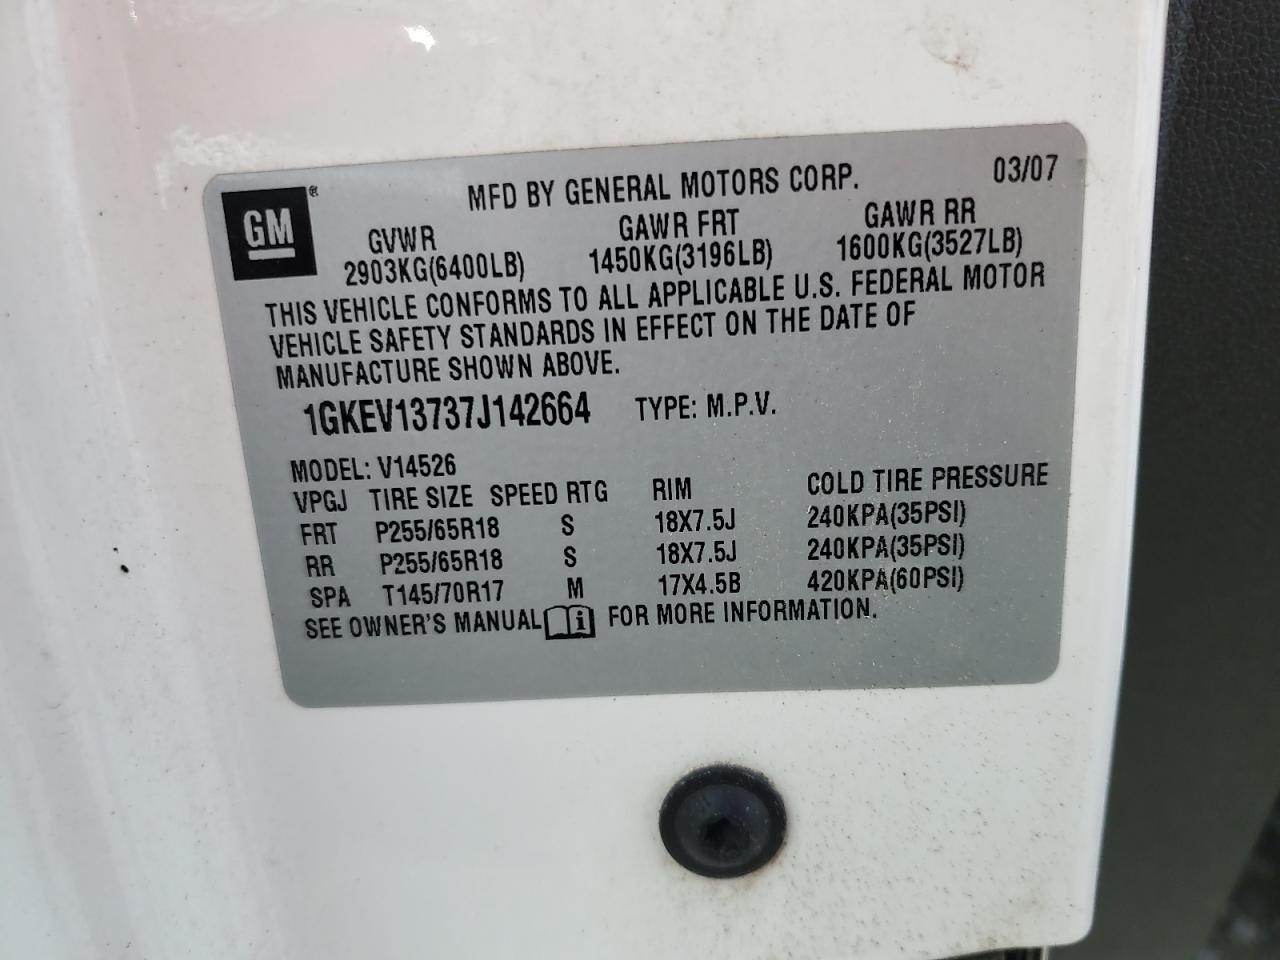 GM®
MFD BY GENERAL MOTORS CORP. 03/07
GVWR GAWR FRT GAWR RR
2903KG(6400LB) 1450KG(3196LB) 1600KG(3527LB)
THIS VEHICLE CONFORMS TO ALL APPLICABLE U.S. FEDERAL MOTOR
VEHICLE SAFETY STANDARDS IN EFFECT ON THE DATE OF
MANUFACTURE SHOWN ABOVE.
1GKEV13737J142664 TYPE: M.P.V.
MODEL: V14526
VPGJ TIRE SIZE SPEED RTG RIM COLD TIRE PRESSURE
FRT P255/65R18 S 18X7.5J 240KPA(35PSI)
RR P255/65R18 S 18X7.5J 240KPA(35PSI)
SPA T145/70R17 M 17X4.5B 420KPA(60PSI)
SEE OWNER'S MANUAL i FOR MORE INFORMATION.